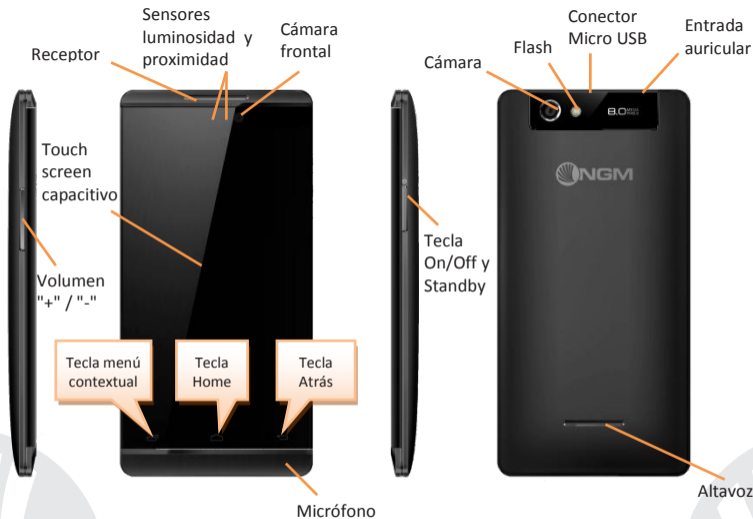 Sensores
luminosidad y
proximidad
Cámara
frontal
Receptor
Touch
screen
capacitivo
Volumen
"+" / "-"
Tecla menú
contextual
Tecla
Home
Tecla
Atrás
Micrófono
Conector
Micro USB
Entrada
auricular
Flash
Cámara
8.0
NGM
Tecla
On/Off y
Standby
Altavoz